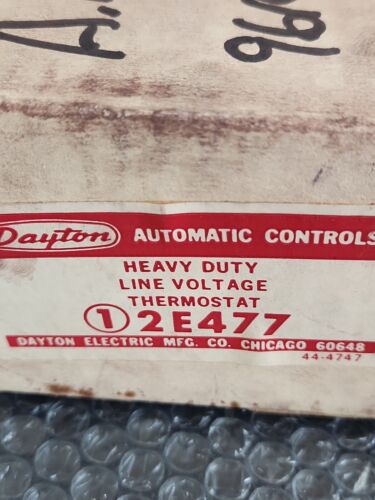 Dayton AUTOMATIC CONTROLS
HEAVY DUTY
LINE VOLTAGE
THERMOSTAT
① 2E477
DAYTON ELECTRIC MFG. CO. CHICAGO 60648
44-4747